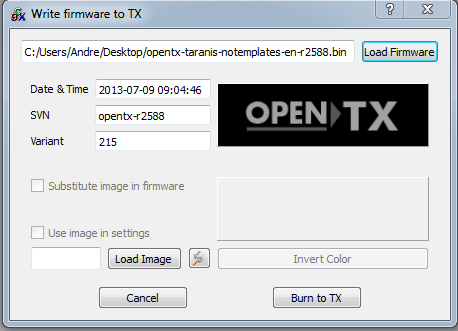 Write firmware to TX
C:/Users/Andre/Desktop/opentx-taranis-notemplates-en-r2588.bin Load Firmware
Date & Time 2013-07-09 09:04:46
SVN opentx-r2588
Variant 215
OPEN TX
Substitute image in firmware
Use image in settings
Load Image Invert Color
Cancel Burn to TX